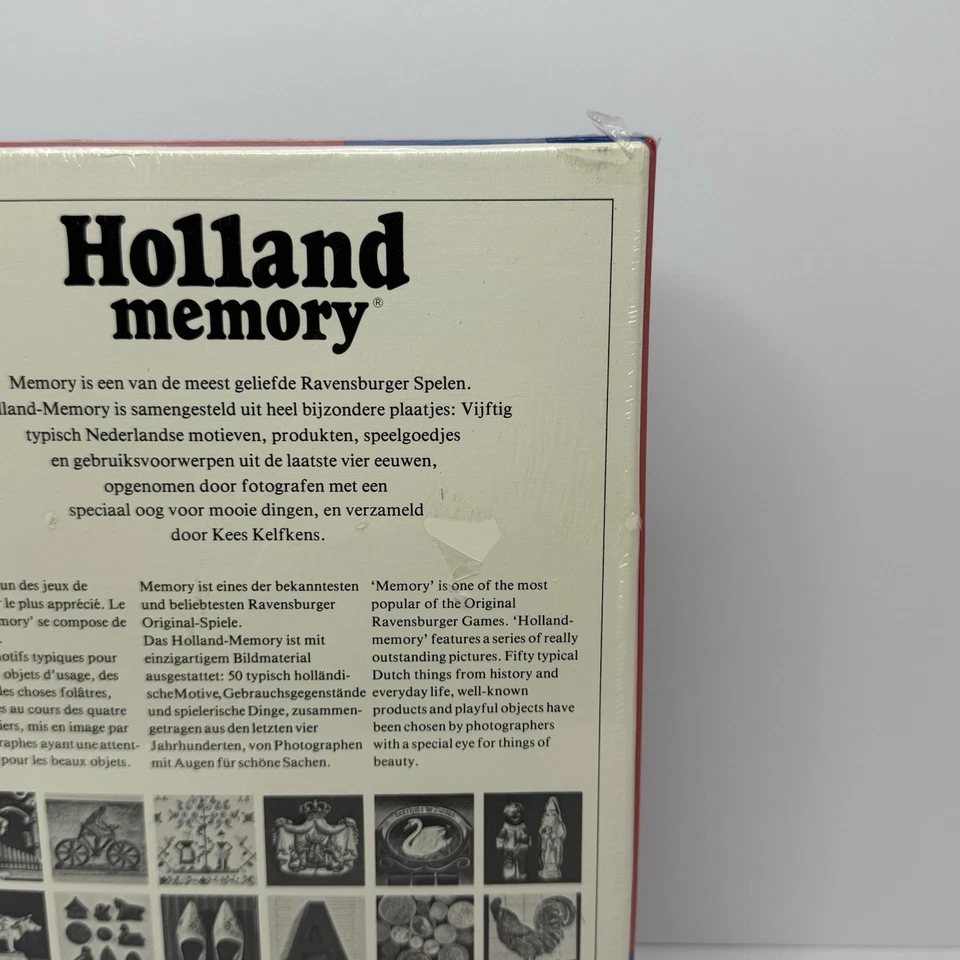 Holland
memory®
Memory is een van de meest geliefde Ravensburger Spelen.
lland-Memory is samengesteld uit heel bijzondere plaatjes: Vijftig
typisch Nederlandse motieven, produkten, speelgoedjes
en gebruiksvoorwerpen uit de laatste vier eeuwen,
opgenomen door fotografen met een
speciaal oog voor mooie dingen, en verzameld
door Kees Kelfkens.
un des jeux de
le plus apprécié. Le
mory' se compose de
otifs typiques pour
objets d'usage, des
les choses folâtres,
s au cours des quatre
iers, mis en image par
raphes ayant une attent-
pour les beaux objets.
Memory ist eines der bekanntesten
und beliebtesten Ravensburger
Original-Spiele.
Das Holland-Memory ist mit
einzigartigem Bildmaterial
ausgestattet: 50 typisch holländi-
sche Motive, Gebrauchsgegenstände
und spielerische Dinge, zusammen-
getragen aus den letzten vier
Jahrhunderten, von Photographen
mit Augen für schöne Sachen.
'Memory' is one of the most
popular of the Original
Ravensburger Games. 'Holland-
memory' features a series of really
outstanding pictures. Fifty typical
Dutch things from history and
everyday life, well-known
products and playful objects have
been chosen by photographers
with a special eye for things of
beauty.
A